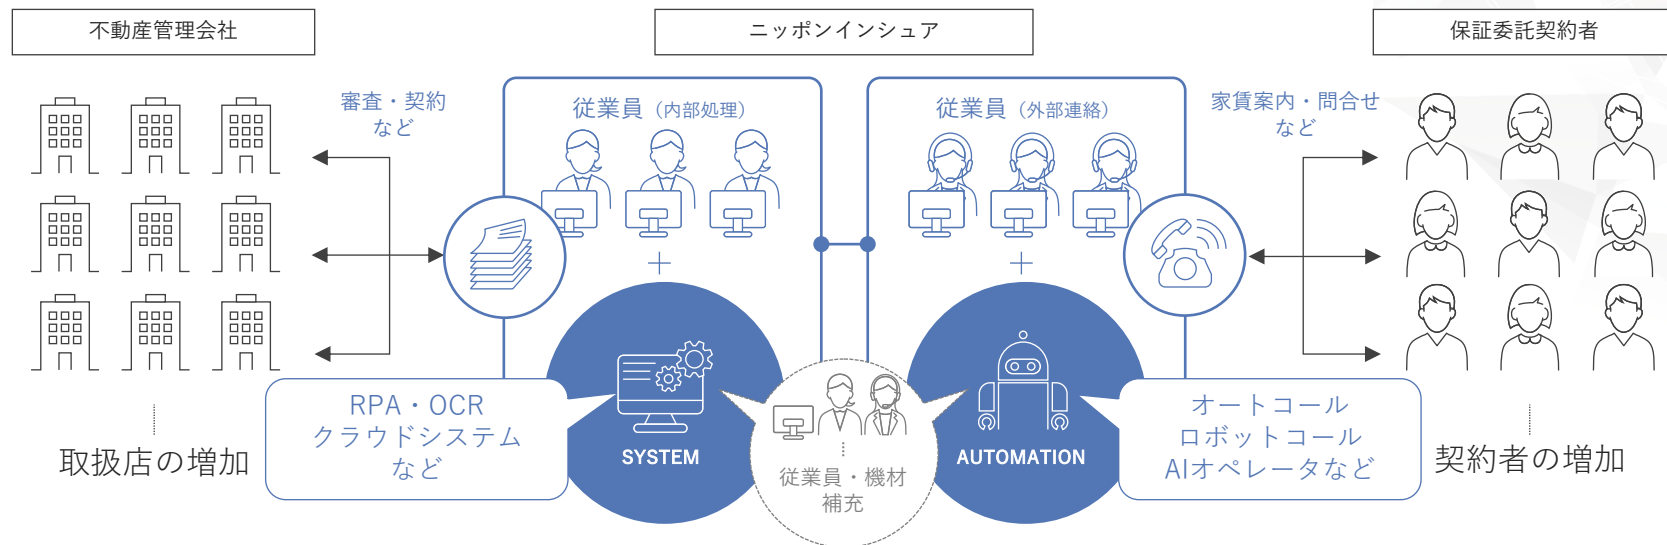 不動産管理会社
ニッポンインシュア
保証委託契約者
審査・契約
など
従業員（内部処理）
従業員（外部連絡）
家賃案内・問合せ
など
RPA・OCR
クラウドシステム
など
SYSTEM
従業員・機材
補充
AUTOMATION
オートコール
ロボットコール
AIオペレータなど
取扱店の増加
契約者の増加